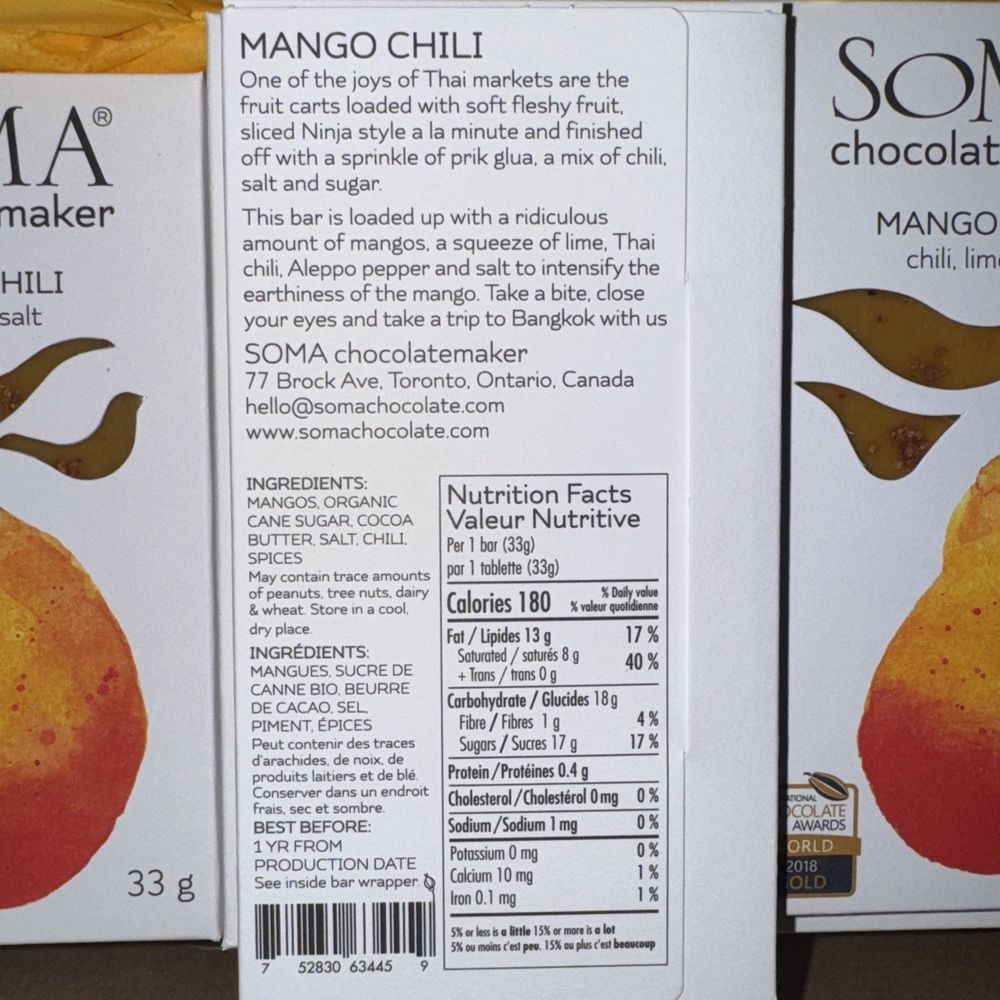 MA®
maker
HILI
salt
33 g
MANGO CHILI
One of the joys of Thai markets are the
fruit carts loaded with soft fleshy fruit,
sliced Ninja style a la minute and finished
off with a sprinkle of prik glua, a mix of chili,
salt and sugar.
This bar is loaded up with a ridiculous
amount of mangos, a squeeze of lime, Thai
chili, Aleppo pepper and salt to intensify the
earthiness of the mango. Take a bite, close
your eyes and take a trip to Bangkok with us
SOMA chocolatemaker
77 Brock Ave, Toronto, Ontario, Canada
hello@somachocolate.com
www.somachocolate.com
INGREDIENTS:
MANGOS, ORGANIC
CANE SUGAR, COCOA
BUTTER, SALT, CHILI,
SPICES
May contain trace amounts
of peanuts, tree nuts, dairy
& wheat. Store in a cool,
dry place.
INGRÉDIENTS:
MANGUES, SUCRE DE
CANNE BIO, BEURRE
DE CACAO, SEL,
PIMENT, ÉPICES
Peut contenir des traces
d'arachides, de noix, de
produits laitiers et de blé.
Conserver dans un endroit
frais, sec et sombre.
BEST BEFORE:
1 YR FROM
PRODUCTION DATE
See inside bar wrapper.
7 52830 63445 9
Nutrition Facts
Valeur Nutritive
Per 1 bar (33g)
par 1 tablette (33g)
Calories 180 % Daily value
% valeur quotidienne
Fat / Lipides 13 g 17 %
Saturated / saturés 8 g
+ Trans / trans 0 g 40 %
Carbohydrate / Glucides 18 g
Fibre / Fibres 1 g 4 %
Sugars / Sucres 17 g 17 %
Protein / Protéines 0.4 g
Cholesterol / Cholestérol 0 mg 0 %
Sodium / Sodium 1 mg 0 %
Potassium 0 mg 0 %
Calcium 10 mg 1 %
Iron 0.1 mg 1 %
5% or less is a little 15% or more is a lot
5% ou moins c'est peu. 15% ou plus c'est beaucoup
SOM
chocolat
MANGO
chili, lim
ATIONAL
OCOLATE
AWARDS
ORLD
2018
GOLD